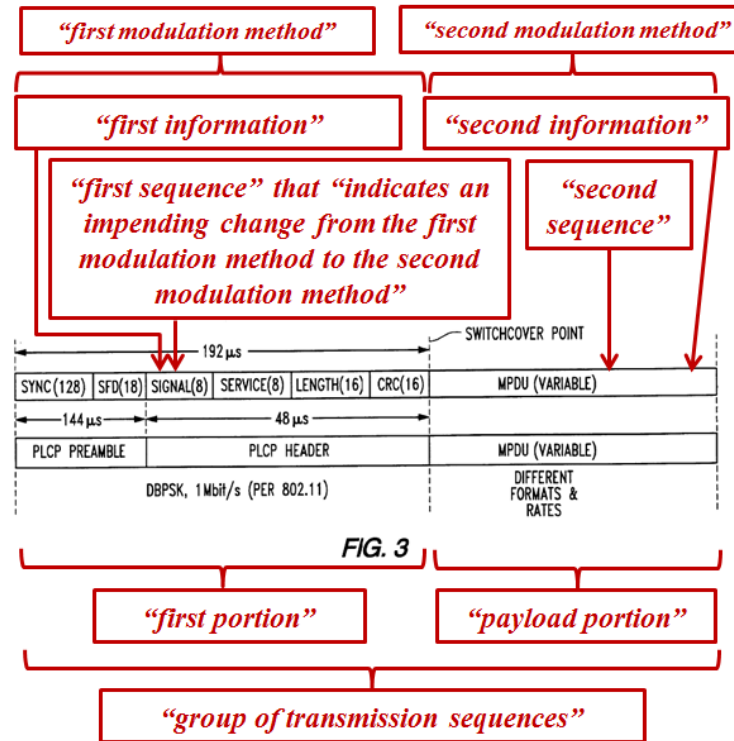 “first modulation method”
“second modulation method”
“first information”
“second information”
“first sequence” that “indicates an
impending change from the first
modulation method to the second
modulation method”
“second
sequence”
SWITCHCOVER POINT
192 μs
SYNC(128) SFD(18) SIGNAL(8) SERVICE(8) LENGTH(16) CRC(16) MPDU (VARIABLE)
144 μs 48 μs
PLCP PREAMBLE PLCP HEADER MPDU (VARIABLE)
DBPSK, 1Mbit/s (PER 802.11)
DIFFERENT
FORMATS &
RATES
FIG. 3
“first portion”
“payload portion”
“group of transmission sequences”